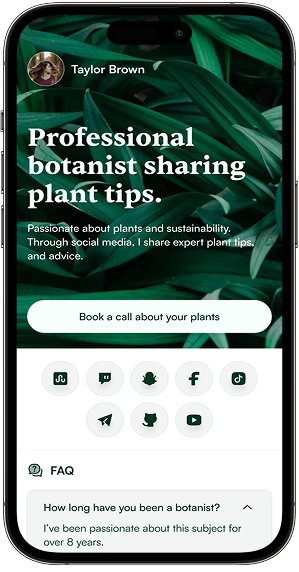 Taylor Brown
Professional
botanist sharing
plant tips.
Passionate about plants and sustainability.
Through social media, I share expert plant tips,
and advice.
Book a call about your plants
FAQ
How long have you been a botanist?
I've been passionate about this subject for
over 8 years.